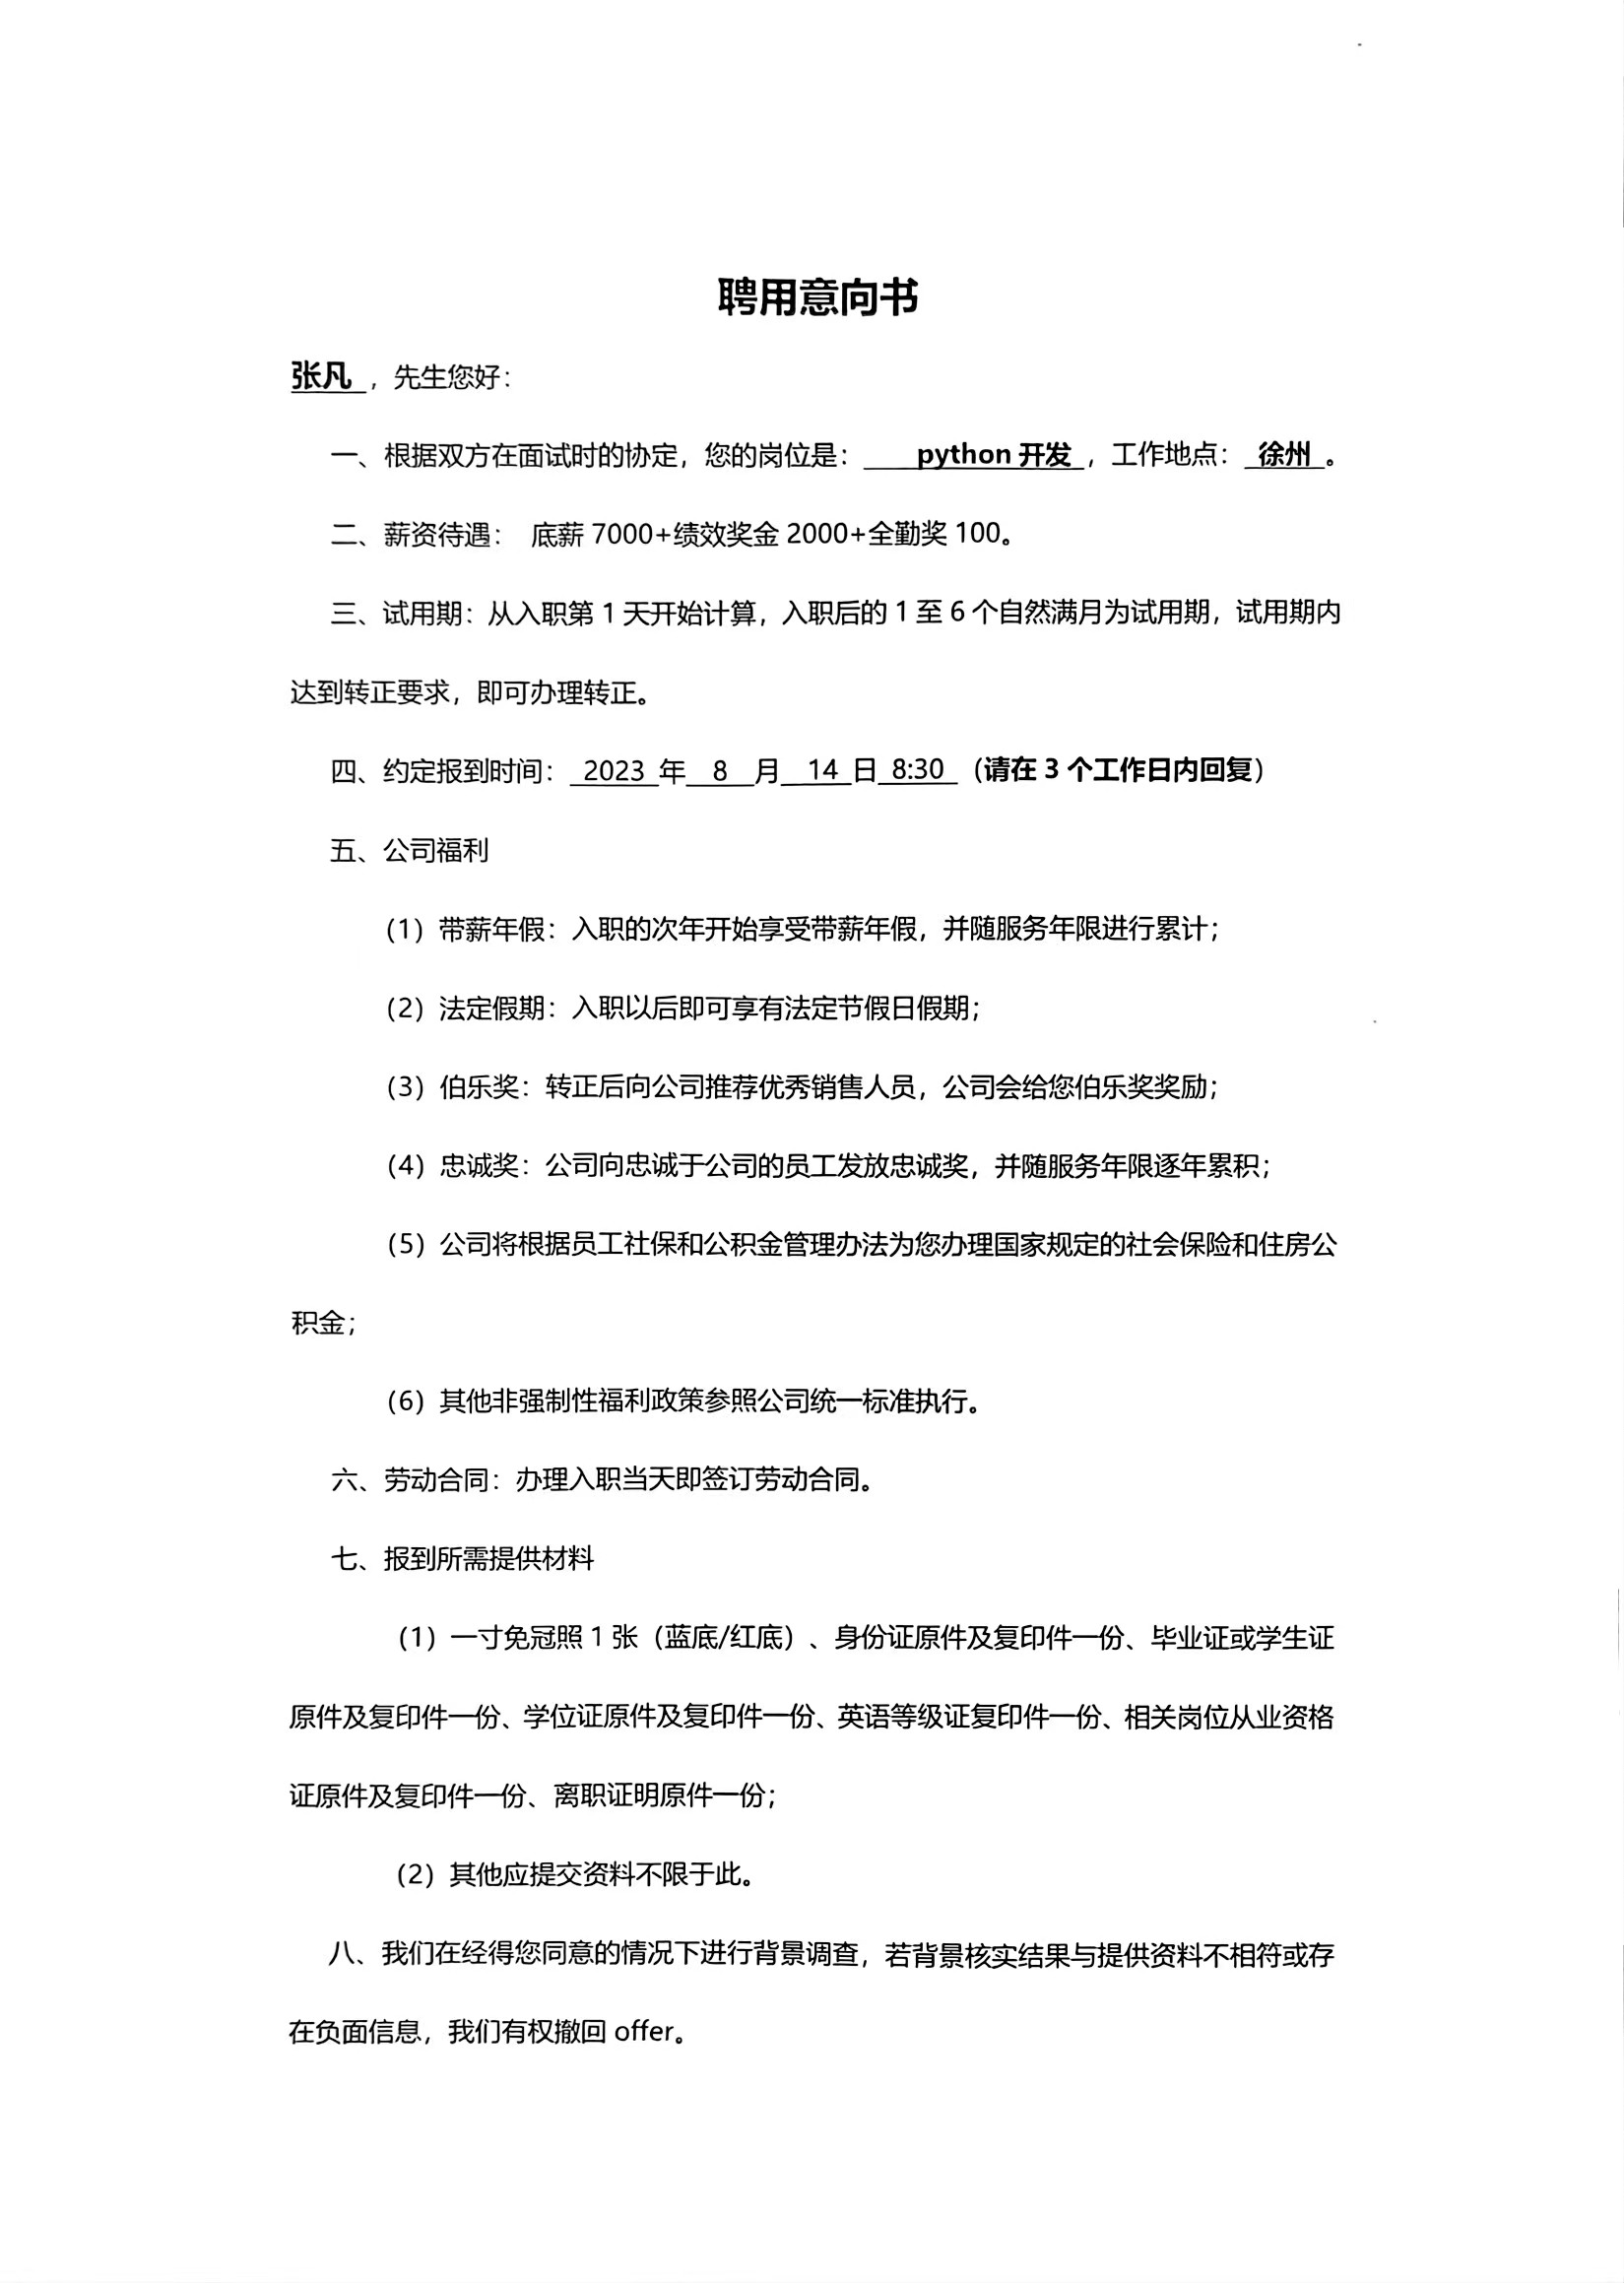 聘用意向书
张凡 ，先生您好：
一、根据双方在面试时的协定，您的岗位是： python 开发 ，工作地点： 徐州 。
二、薪资待遇： 底薪 7000+绩效奖金 2000+全勤奖 100。
三、试用期：从入职第 1 天开始计算，入职后的 1 至 6 个自然满月为试用期，试用期内
达到转正要求，即可办理转正。
四、约定报到时间： 2023 年 8 月 14 日 8:30 （请在 3 个工作日内回复）
五、公司福利
（1）带薪年假：入职的次年开始享受带薪年假，并随服务年限进行累计；
（2）法定假期：入职以后即可享有法定节假日假期；
（3）伯乐奖：转正后向公司推荐优秀销售人员，公司会给您伯乐奖奖励；
（4）忠诚奖：公司向忠诚于公司的员工发放忠诚奖，并随服务年限逐年累积；
（5）公司将根据员工社保和公积金管理办法为您办理国家规定的社会保险和住房公
积金；
（6）其他非强制性福利政策参照公司统一标准执行。
六、劳动合同：办理入职当天即签订劳动合同。
七、报到所需提供材料
（1）一寸免冠照 1 张（蓝底/红底）、身份证原件及复印件一份、毕业证或学生证
原件及复印件一份、学位证原件及复印件一份、英语等级证复印件一份、相关岗位从业资格
证原件及复印件一份、离职证明原件一份；
（2）其他应提交资料不限于此。
八、我们在经得您同意的情况下进行背景调查，若背景核实结果与提供资料不相符或存
在负面信息，我们有权撤回 offer。